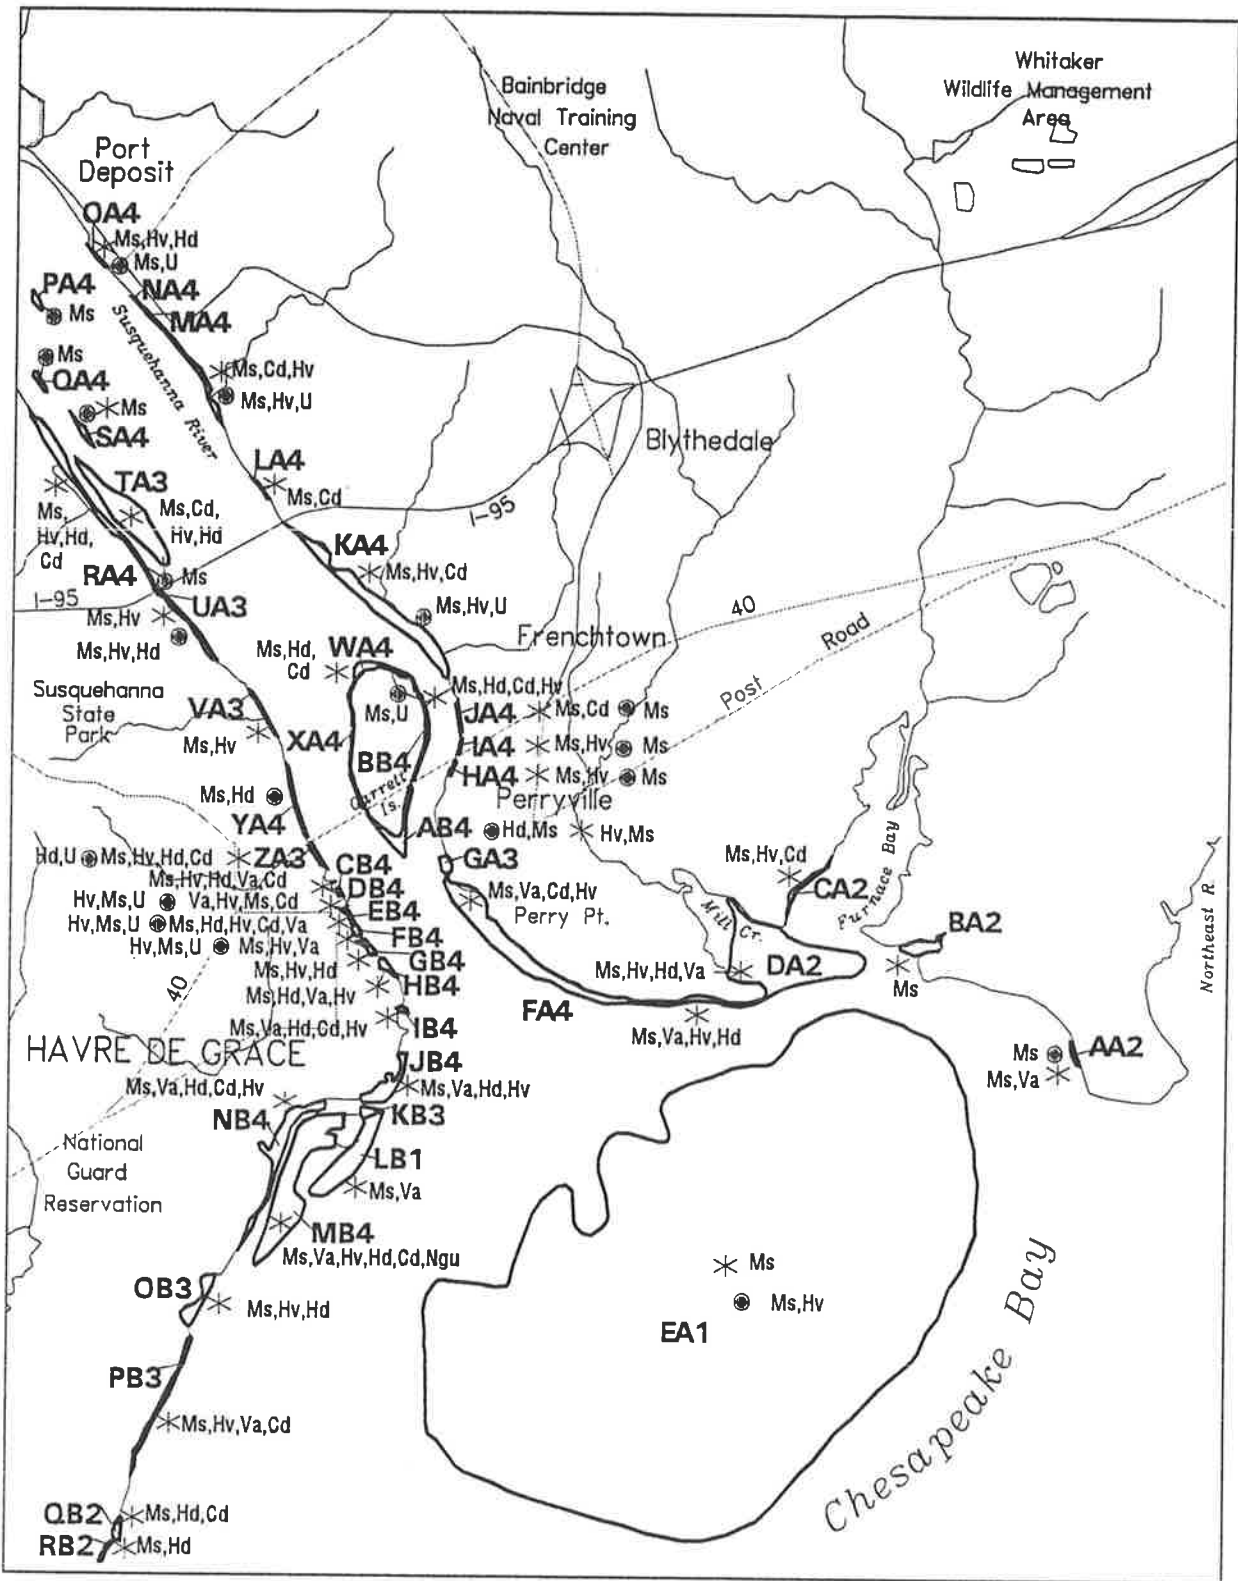 Whitaker
Wildlife Management
Area
Bainbridge
Naval Training
Center
Port
Deposit
OA4
Ms,Hv,Hd
Ms,U
PA4
NA4
Ms
MA4
Susquehanna River
Ms
QA4
Ms,Cd,Hv
Ms,Hv,U
Ms
SA4
Blythedale
LA4
TA3
Ms,Cd
Ms,Cd,
Hv,Hd
Ms,
Hv,Hd,
Cd
I-95
KA4
RA4
Ms
Ms,Hv,Cd
I-95
UA3
Ms,Hv
Ms,Hv,U
40
Road
Ms,Hv,Hd
Frenchtown
Ms,Hd,
Cd
WA4
Susquehanna
State
Park
Post
VA3
Ms,Hd,Cd,Hv
Ms,U
JA4
Ms,Cd
Ms
Ms,Hv
XA4
BB4
IA4
Ms,Hv
Ms
HA4
Ms,Hv
Ms
Garrett
Is.
Perryville
Ms,Hd
YA4
AB4
Hd,Ms
Hv,Ms
Hd,U
Ms,Hv,Hd,Cd
ZA3
CB4
GA3
Ms,Hv,Cd
Furnace Bay
Ms,Hv,Hd,Va,Cd
DB4
Ms,Va,Cd,Hv
CA2
Hv,Ms,U
Va,Hv,Ms,Cd
EB4
Perry Pt.
Mill Cr.
BA2
Northeast R.
Hv,Ms,U
Ms,Hd,Hv,Cd,Va
FB4
Hv,Ms,U
Ms,Hv,Va
GB4
Ms,Hv,Hd
Ms,Hv,Hd,Va
DA2
40
HB4
Ms,Hd,Va,Hv
Ms
FA4
Ms,Va,Hd,Cd,Hv
IB4
Ms,Va,Hv,Hd
HAVRE DE GRACE
JB4
Ms
AA2
Ms,Va
Ms,Va,Hd,Cd,Hv
Ms,Va,Hd,Hv
NB4
KB3
National
Guard
Reservation
LB1
Ms,Va
MB4
Ms,Va,Hv,Hd,Cd,Ngu
Ms
OB3
Ms,Hv,Hd
Ms,Hv
EA1
Chesapeake Bay
PB3
Ms,Hv,Va,Cd
QB2
Ms,Hd,Cd
RB2
Ms,Hd